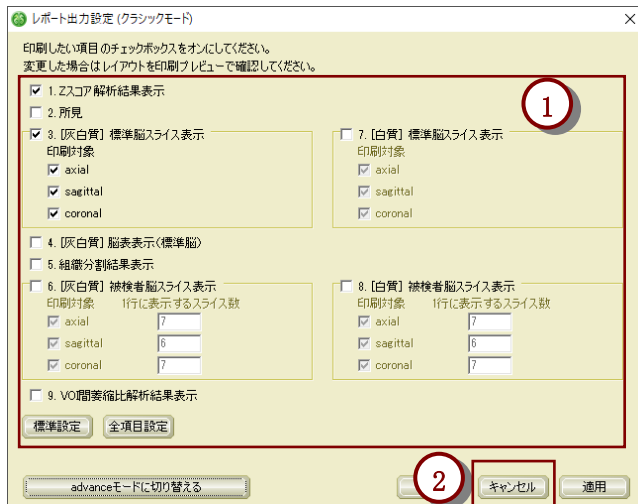 レポート出力設定 (クラシックモード)
印刷したい項目のチェックボックスをオンにしてください。
変更した場合はレイアウトを印刷プレビューで確認してください。
1. Zスコア解析結果表示
1
2. 所見
3. [灰白質] 標準脳スライス表示
印刷対象
axial
sagittal
coronal
7. [白質] 標準脳スライス表示
印刷対象
axial
sagittal
coronal
4. [灰白質] 脳表表示(標準脳)
5. 組織分割結果表示
6. [灰白質] 被検者脳スライス表示
印刷対象 1行に表示するスライス数
axial 7
sagittal 6
coronal 7
8. [白質] 被検者脳スライス表示
印刷対象 1行に表示するスライス数
axial 7
sagittal 6
coronal 7
9. VOI間萎縮比解析結果表示
標準設定 全項目設定
advanceモードに切り替える 2 キャンセル 適用